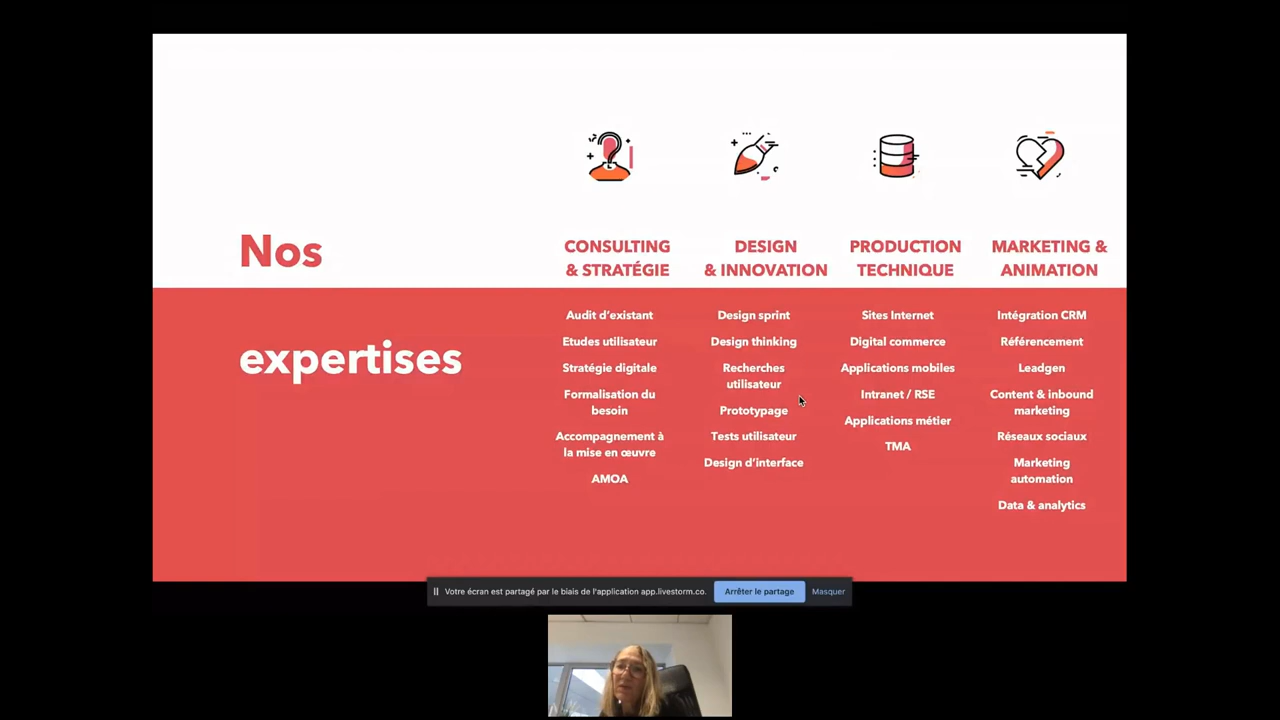 Nos
expertises
CONSULTING
& STRATÉGIE
Audit d'existant
Etudes utilisateur
Stratégie digitale
Formalisation du
besoin
Accompagnement à
la mise en œuvre
AMOA
DESIGN
& INNOVATION
Design sprint
Design thinking
Recherches
utilisateur
Prototypage
Tests utilisateur
Design d'interface
PRODUCTION
TECHNIQUE
Sites Internet
Digital commerce
Applications mobiles
Intranet / RSE
Applications métier
TMA
MARKETING &
ANIMATION
Intégration CRM
Référencement
Leadgen
Content & inbound
marketing
Réseaux sociaux
Marketing
automation
Data & analytics
Votre écran est partagé par le biais de l'application app.livestorm.co.
Arrêter le partage
Masquer